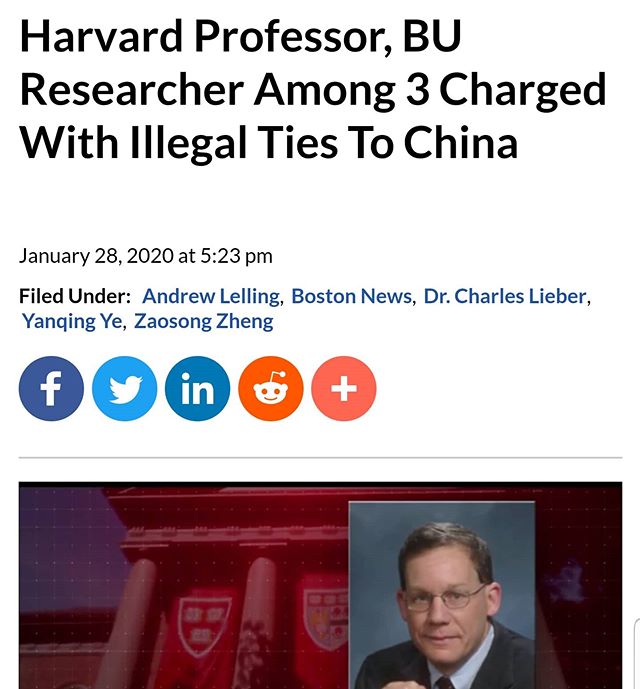 Harvard Professor, BU
Researcher Among 3 Charged
With Illegal Ties To China
January 28, 2020 at 5:23 pm
Filed Under: Andrew Lelling, Boston News, Dr. Charles Lieber,
Yanqing Ye, Zaosong Zheng